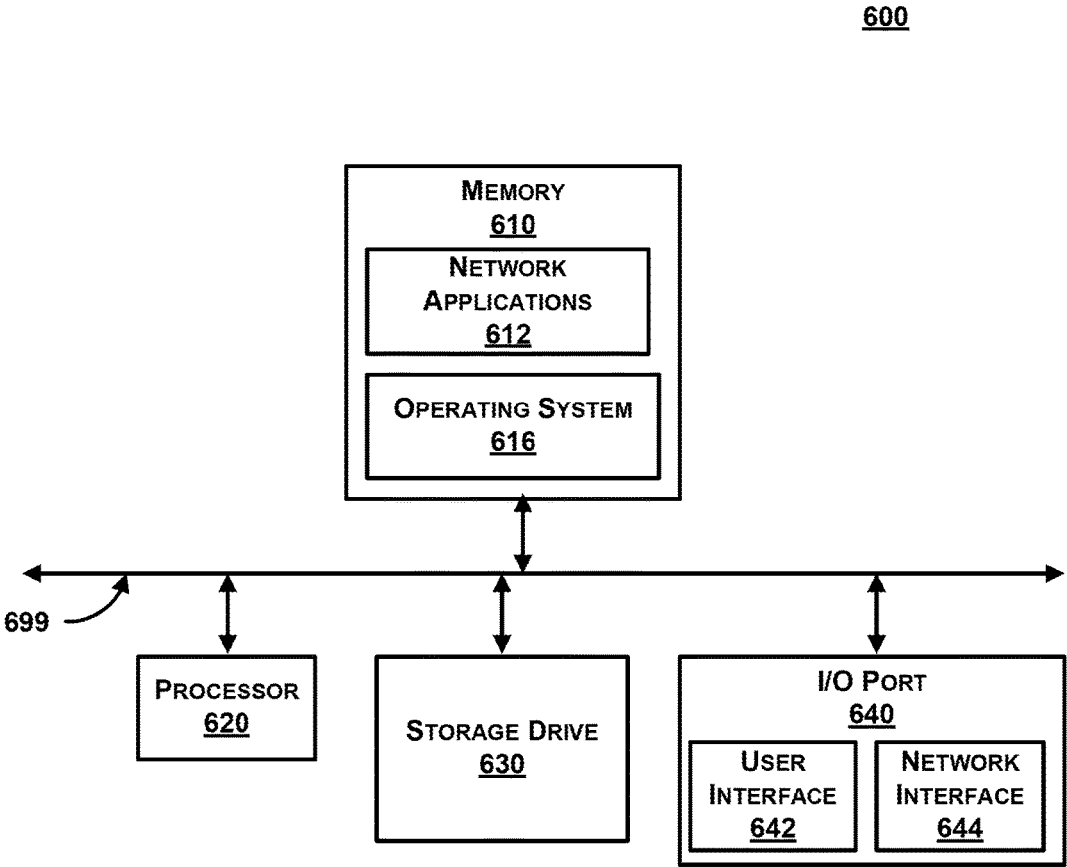 600
MEMORY
610
NETWORK
APPLICATIONS
612
OPERATING SYSTEM
616
699
PROCESSOR
620
STORAGE DRIVE
630
I/O PORT
640
USER
INTERFACE
642
NETWORK
INTERFACE
644